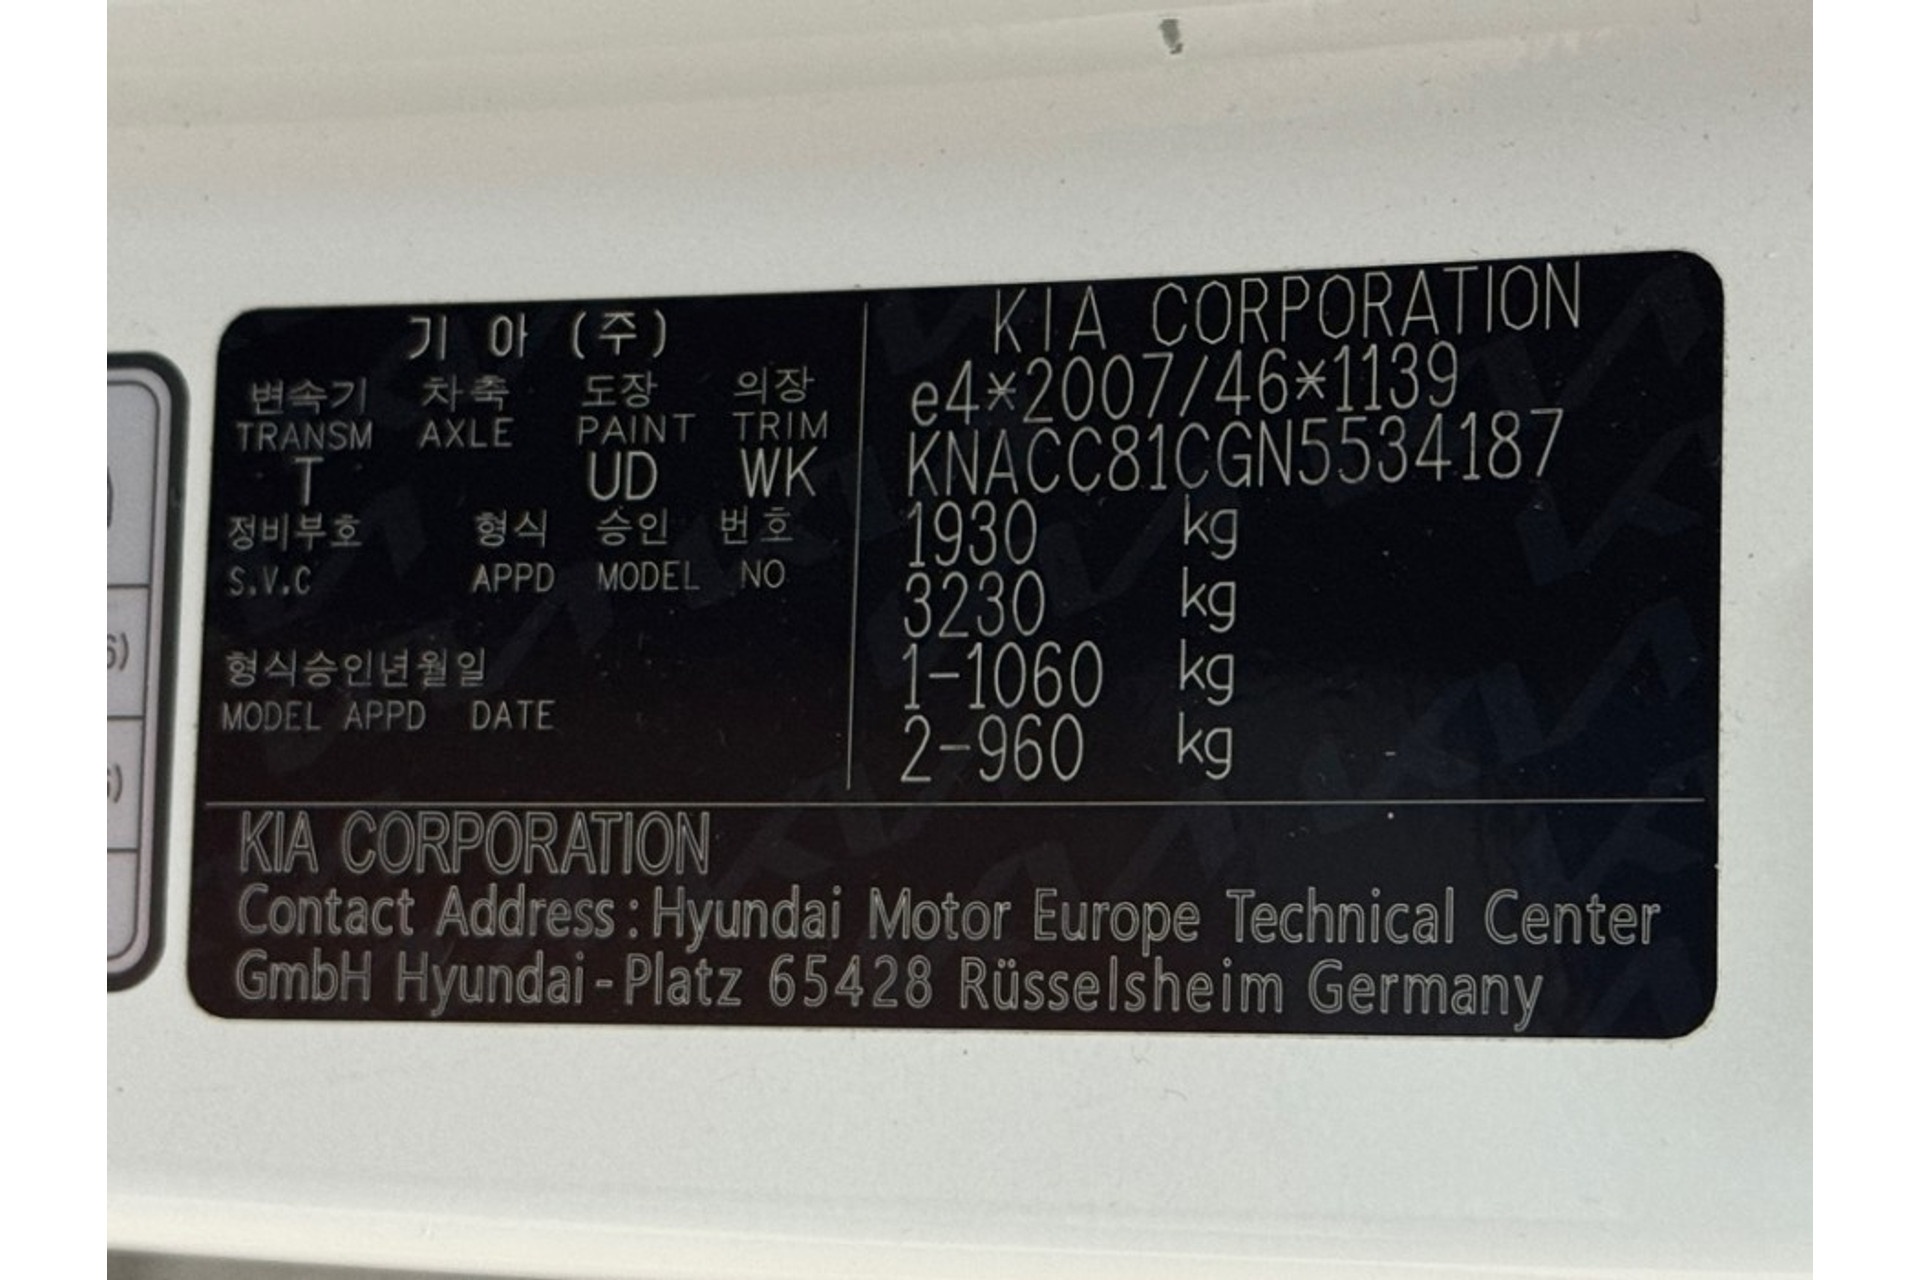 기 아 (주)
변속기 차축 도장 의장
TRANSM AXLE PAINT TRIM
T UD WK
정비부호 형식 승인 번호
S.V.C APPD MODEL NO
형식승인년월일
MODEL APPD DATE
KIA CORPORATION
e4*2007/46*1139
KNACC81CGN5534187
1930 kg
3230 kg
1-1060 kg
2-960 kg
KIA CORPORATION
Contact Address : Hyundai Motor Europe Technical Center
GmbH Hyundai-Platz 65428 Rüsselsheim Germany